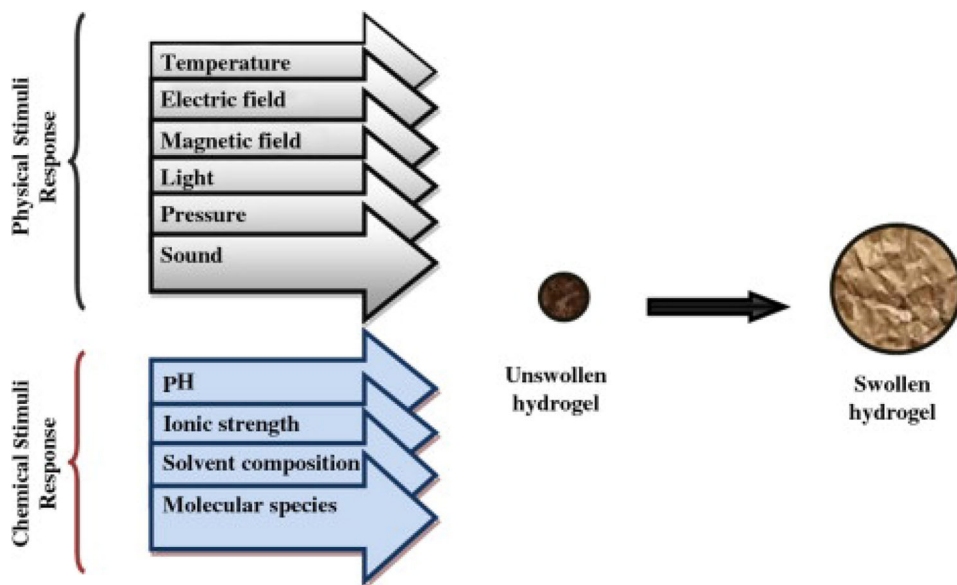 Physical Stimuli
Response
Temperature
Electric field
Magnetic field
Light
Pressure
Sound
Chemical Stimuli
Response
PH
Ionic strength
Solvent composition
Molecular species
Unswollen
hydrogel
Swollen
hydrogel